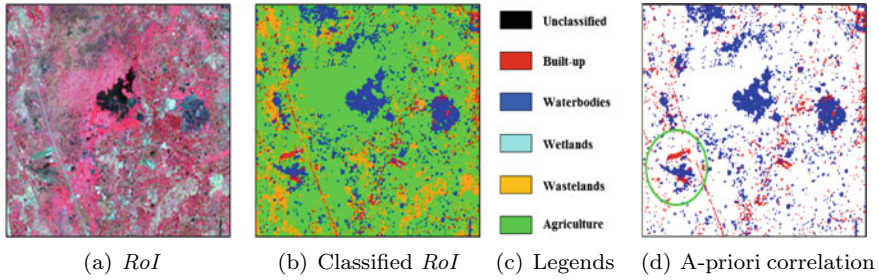 Unclassified
Built-up
Waterbodies
Wetlands
Wastelands
Agriculture
(a) RoI
(b) Classified RoI
(c) Legends
(d) A-priori correlation